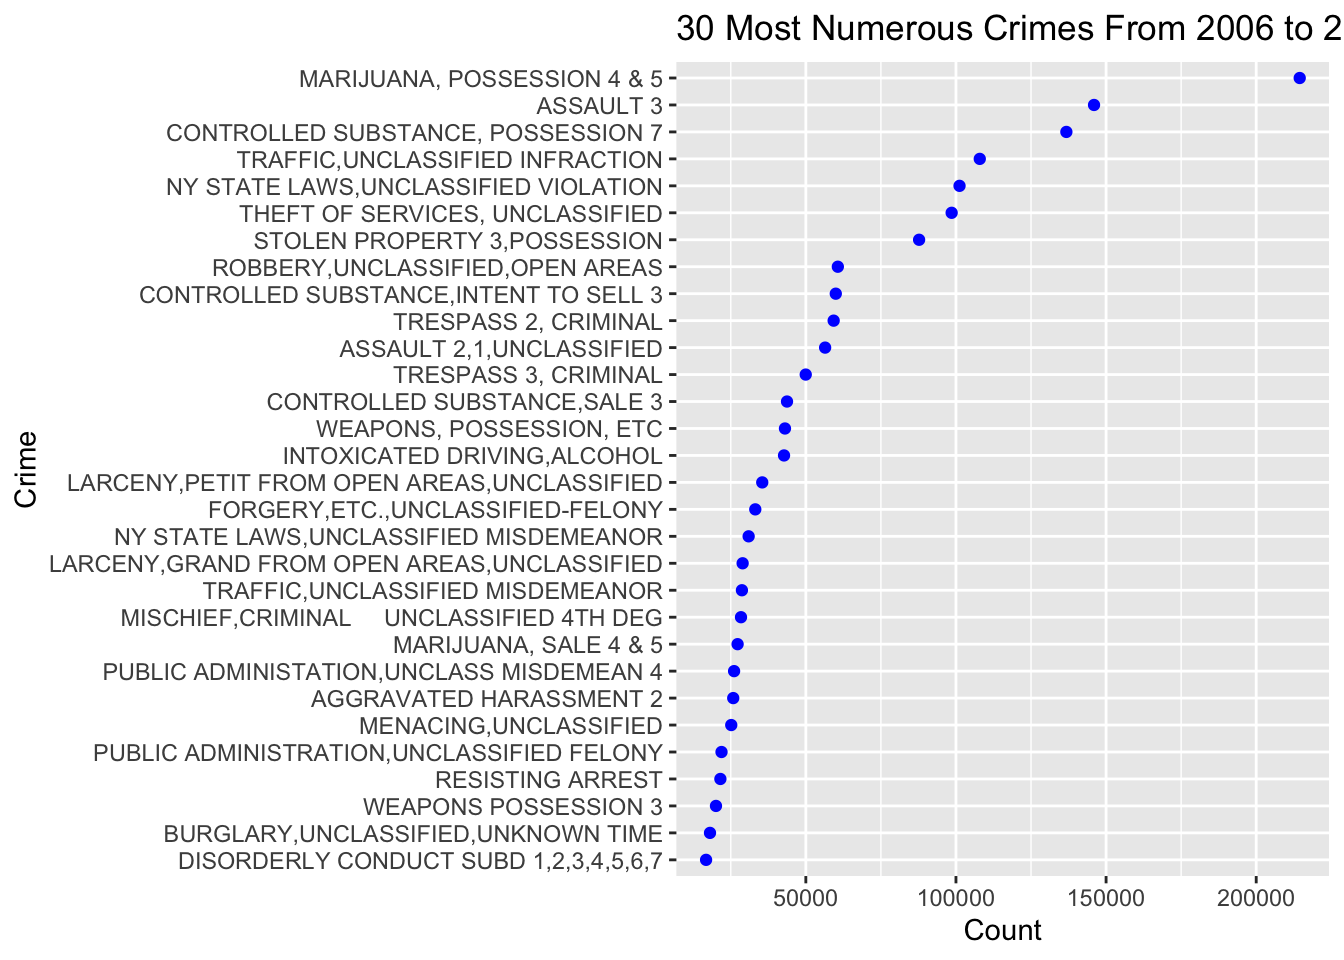 30 Most Numerous Crimes From 2006 to 2
MARIJUANA, POSSESSION 4 & 5
ASSAULT 3
CONTROLLED SUBSTANCE, POSSESSION 7
TRAFFIC,UNCLASSIFIED INFRACTION
NY STATE LAWS,UNCLASSIFIED VIOLATION
THEFT OF SERVICES, UNCLASSIFIED
STOLEN PROPERTY 3,POSSESSION
ROBBERY,UNCLASSIFIED,OPEN AREAS
CONTROLLED SUBSTANCE,INTENT TO SELL 3
TRESPASS 2, CRIMINAL
ASSAULT 2,1,UNCLASSIFIED
TRESPASS 3, CRIMINAL
CONTROLLED SUBSTANCE,SALE 3
WEAPONS, POSSESSION, ETC
INTOXICATED DRIVING,ALCOHOL
LARCENY,PETIT FROM OPEN AREAS,UNCLASSIFIED
FORGERY,ETC.,UNCLASSIFIED-FELONY
NY STATE LAWS,UNCLASSIFIED MISDEMEANOR
LARCENY,GRAND FROM OPEN AREAS,UNCLASSIFIED
TRAFFIC,UNCLASSIFIED MISDEMEANOR
MISCHIEF,CRIMINAL     UNCLASSIFIED 4TH DEG
MARIJUANA, SALE 4 & 5
PUBLIC ADMINISTATION,UNCLASS MISDEMEAN 4
AGGRAVATED HARASSMENT 2
MENACING,UNCLASSIFIED
PUBLIC ADMINISTRATION,UNCLASSIFIED FELONY
RESISTING ARREST
WEAPONS POSSESSION 3
BURGLARY,UNCLASSIFIED,UNKNOWN TIME
DISORDERLY CONDUCT SUBD 1,2,3,4,5,6,7
Crime
50000 100000 150000 200000
Count